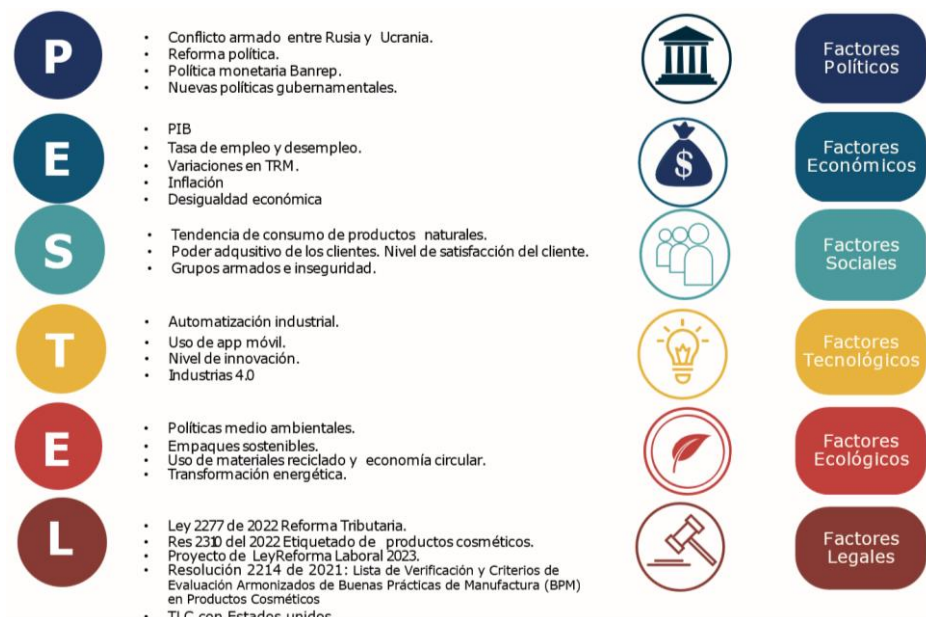 P
• Conflicto armado entre Rusia y Ucrania.
• Reforma política.
• Política monetaria Banrep.
• Nuevas políticas gubernamentales.
Factores
Políticos
E
• PIB
• Tasa de empleo y desempleo.
• Variaciones en TRM.
• Inflación
• Desigualdad económica
$
Factores
Económicos
S
• Tendencia de consumo de productos naturales.
• Poder adqusitivo de los clientes. Nivel de satisfacción del cliente.
• Grupos armados e inseguridad.
Factores
Sociales
T
• Automatización industrial.
• Uso de app móvil.
• Nivel de innovación.
• Industrias 4.0
Factores
Tecnológicos
E
• Políticas medio ambientales.
• Empaques sostenibles.
• Uso de materiales reciclado y economía circular.
• Transformación energética.
Factores
Ecológicos
L
• Ley 2277 de 2022 Reforma Tributaria.
• Res 2310 del 2022 Etiquetado de productos cosméticos.
• Proyecto de LeyReforma Laboral 2023.
• Resolución 2214 de 2021: Lista de Verificación y Criterios de
Evaluación Armonizados de Buenas Prácticas de Manufactura (BPM)
en Productos Cosméticos
• TLC con Estados unidos
Factores
Legales